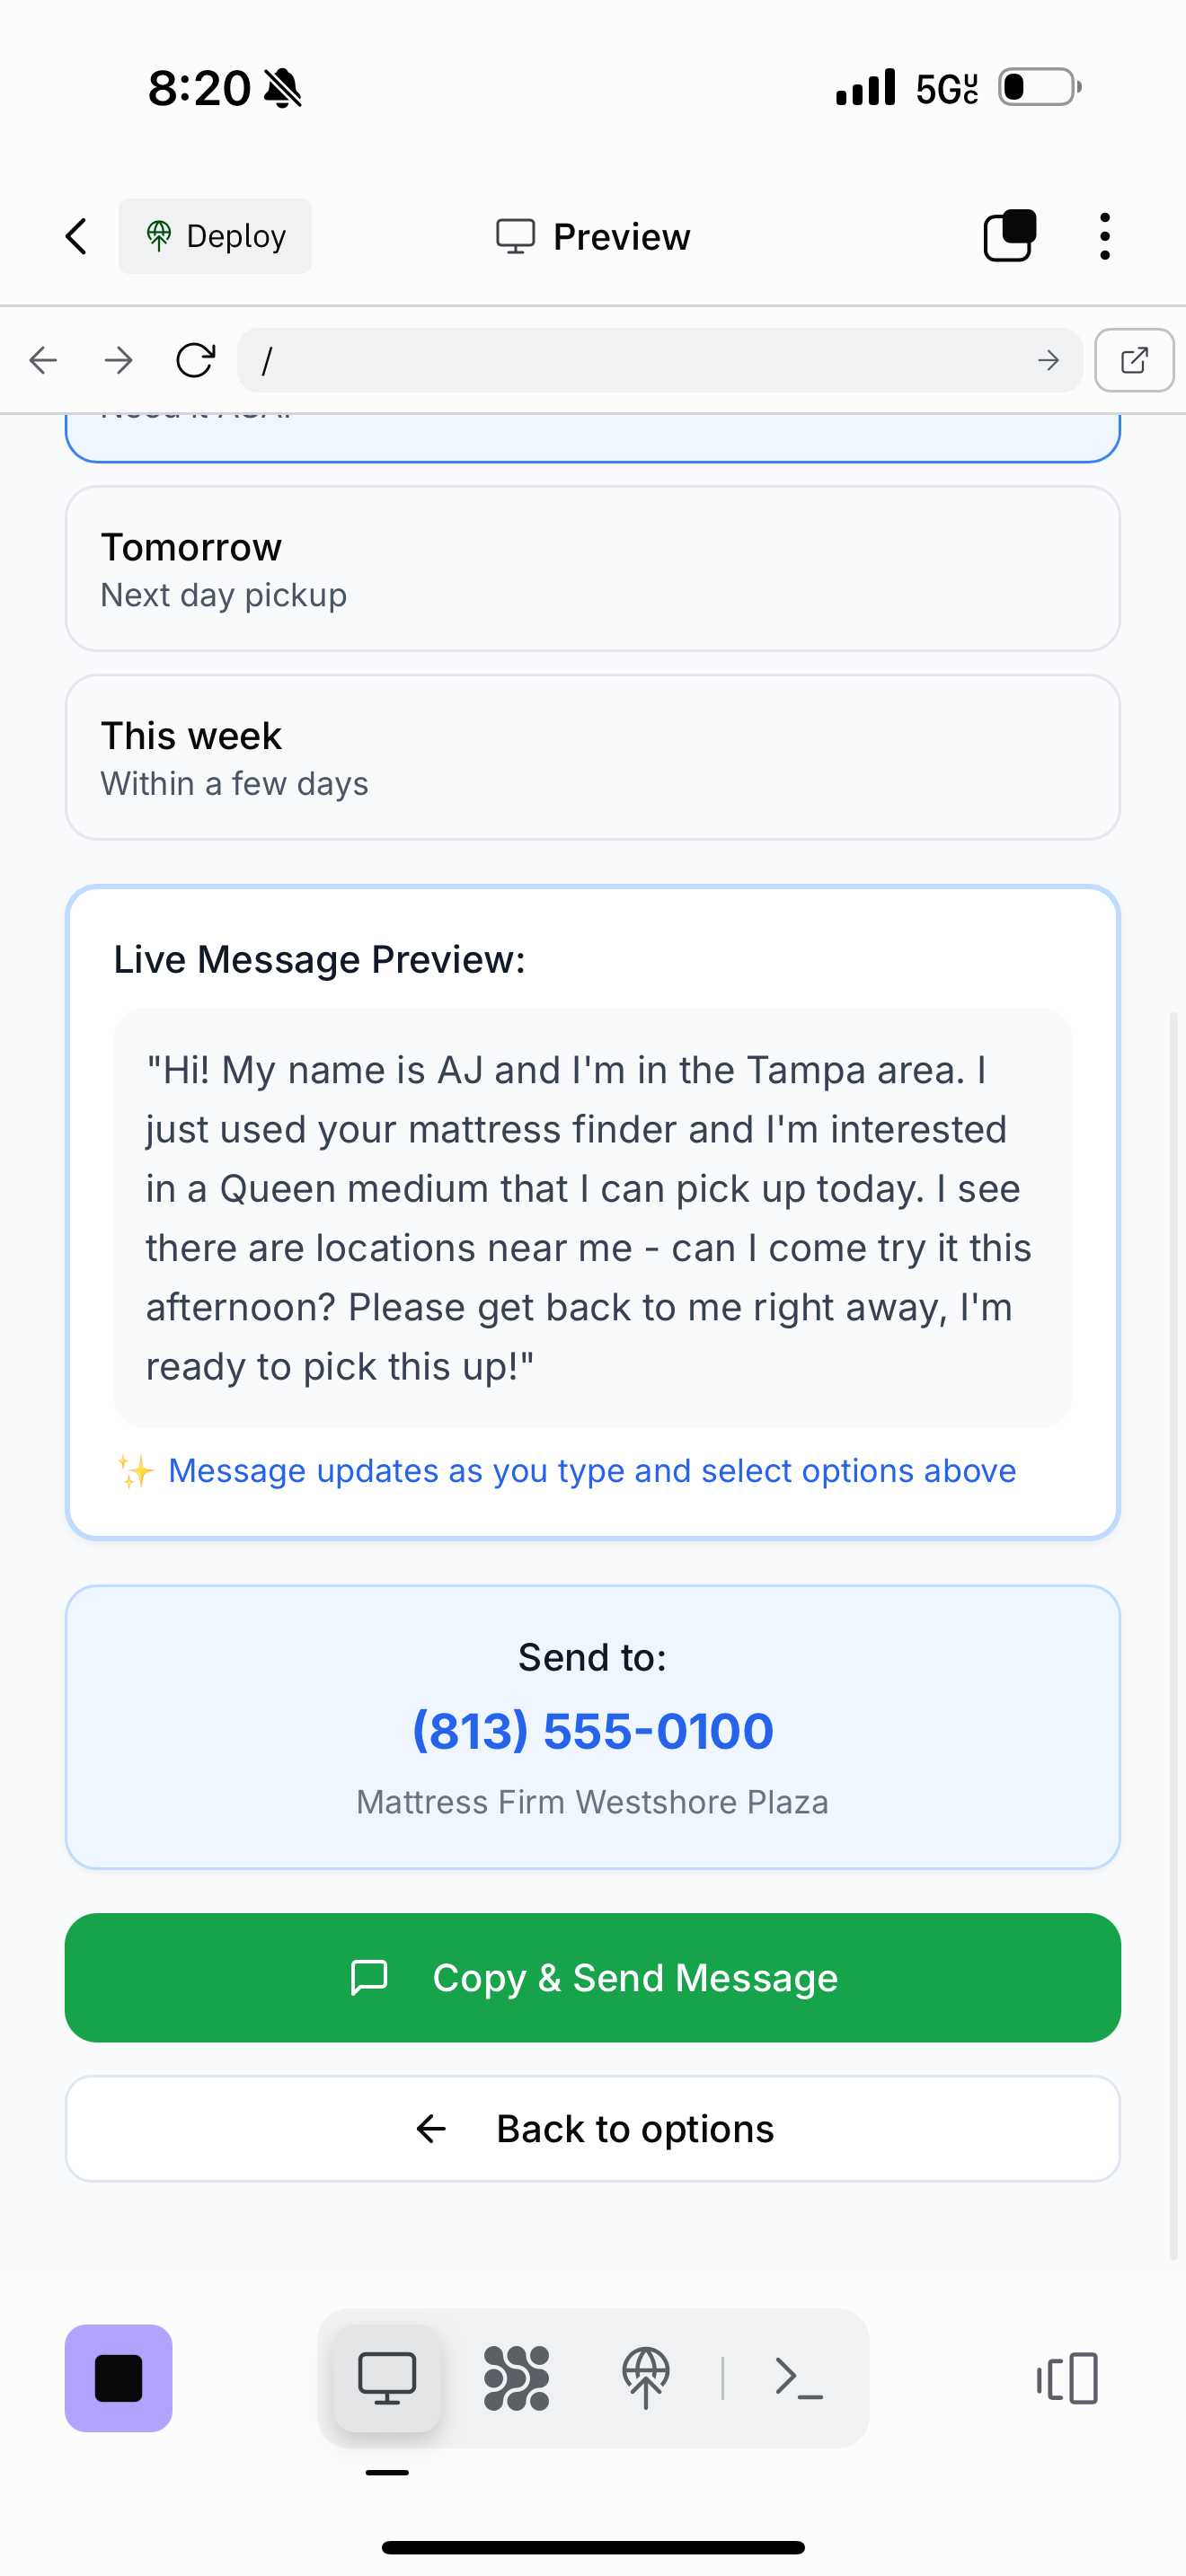 8:20
5G UC
Deploy
Preview
/
Tomorrow
Next day pickup
This week
Within a few days
Live Message Preview:
"Hi! My name is AJ and I'm in the Tampa area. I
just used your mattress finder and I'm interested
in a Queen medium that I can pick up today. I see
there are locations near me - can I come try it this
afternoon? Please get back to me right away, I'm
ready to pick this up!"
✨ Message updates as you type and select options above
Send to:
(813) 555-0100
Mattress Firm Westshore Plaza
Copy & Send Message
Back to options